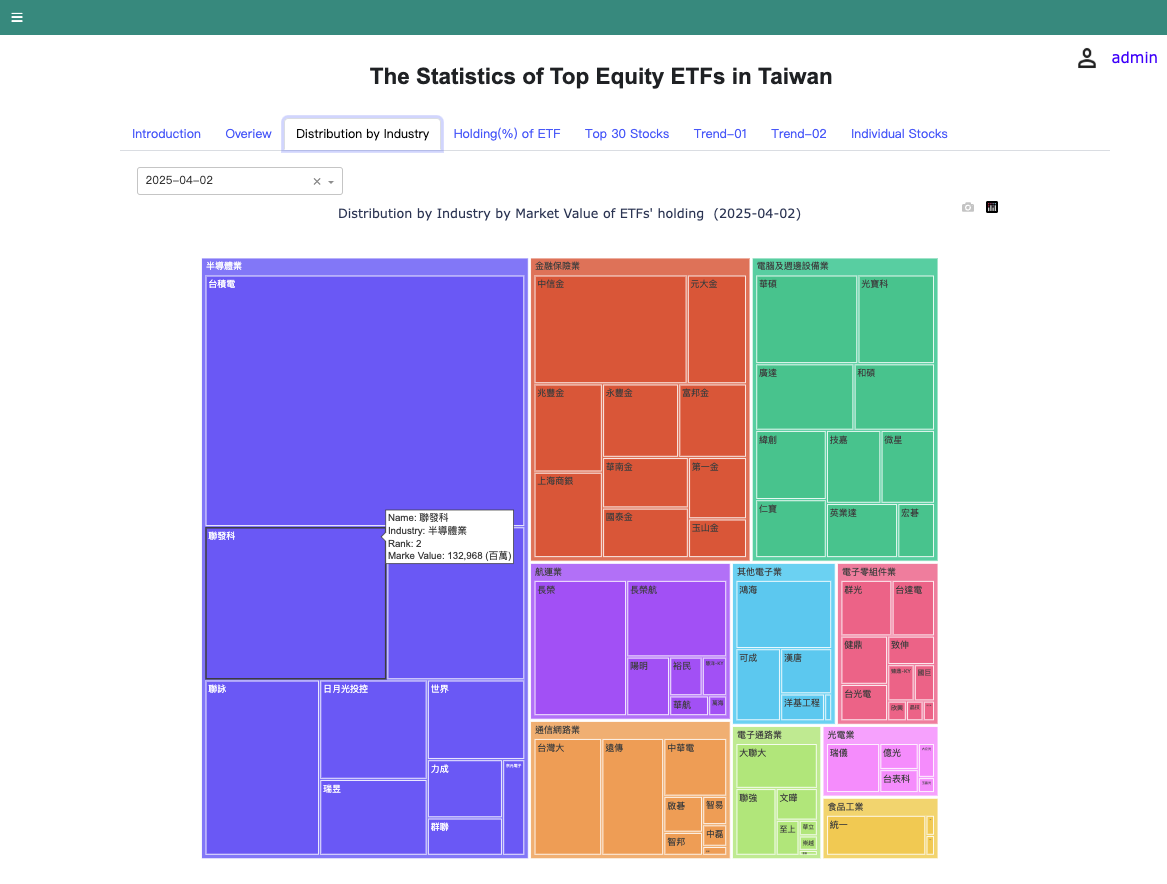 admin
The Statistics of Top Equity ETFs in Taiwan
Introduction
Overiew
Distribution by Industry
Holding(%) of ETF
Top 30 Stocks
Trend-01
Trend-02
Individual Stocks
2025-04-02
Distribution by Industry by Market Value of ETFs' holding (2025-04-02)
半導體業
台積電
聯發科
Name: 聯發科
Industry: 半導體業
Rank: 2
Marke Value: 132,968 (百萬)
聯詠
日月光投控
世界
瑞昱
力成
群聯
金融保險業
中信金
元大金
兆豐金
永豐金
富邦金
上海商銀
華南金
第一金
國泰金
玉山金
電腦及週邊設備業
華碩
光寶科
廣達
和碩
緯創
技嘉
微星
仁寶
英業達
宏碁
航運業
長榮
長榮航
陽明
裕民
華航
萬海
其他電子業
鴻海
可成
漢唐
洋基工程
電子零組件業
群光
台達電
健鼎
致伸
國巨
台光電
欣興
通信網路業
台灣大
遠傳
中華電
啟碁
智易
智邦
中磊
電子通路業
大聯大
聯強
文曄
至上
華立
崇越
光電業
瑞儀
億光
台表科
食品工業
統一